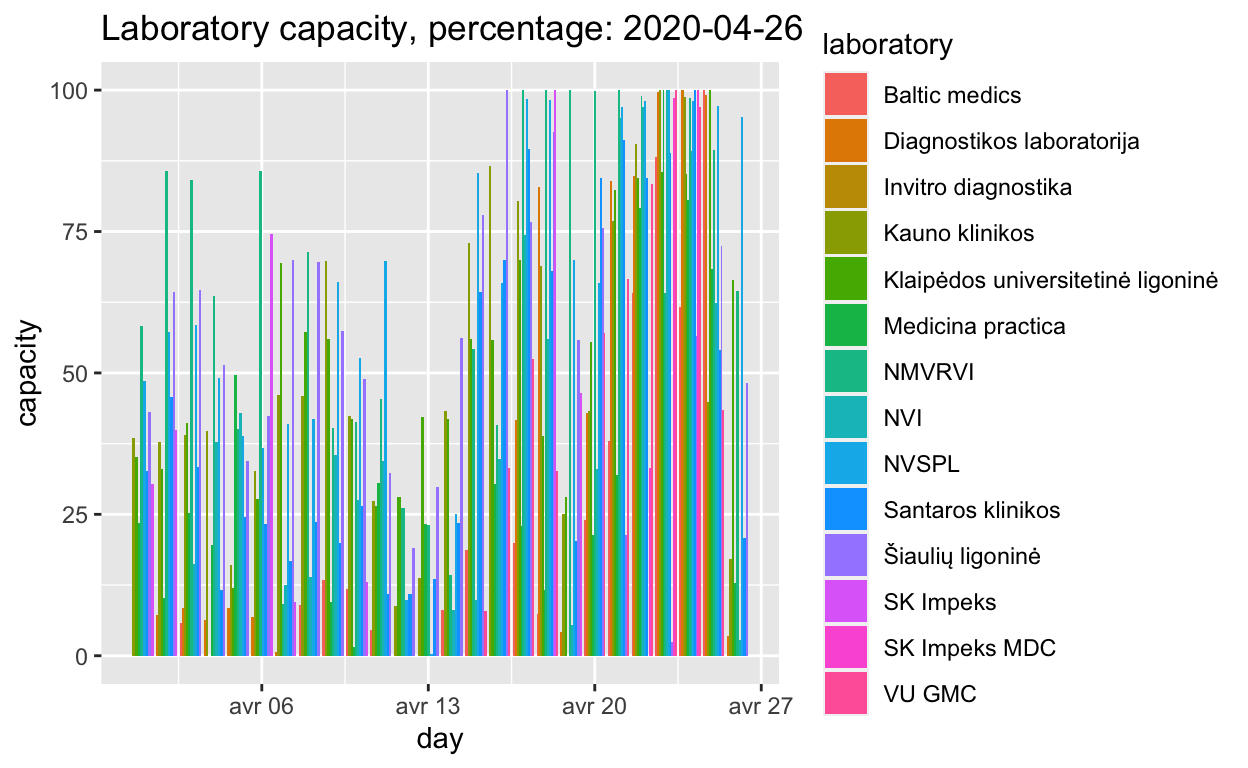 Laboratory capacity, percentage: 2020-04-26
capacity
100
75
50
25
0
avr 06
avr 13
avr 20
avr 27
day
laboratory
Baltic medics
Diagnostikos laboratorija
Invitro diagnostika
Kauno klinikos
Klaipėdos universitetinė ligoninė
Medicina practica
NMVRVI
NVI
NVSPL
Santaros klinikos
Šiaulių ligoninė
SK Impeks
SK Impeks MDC
VU GMC